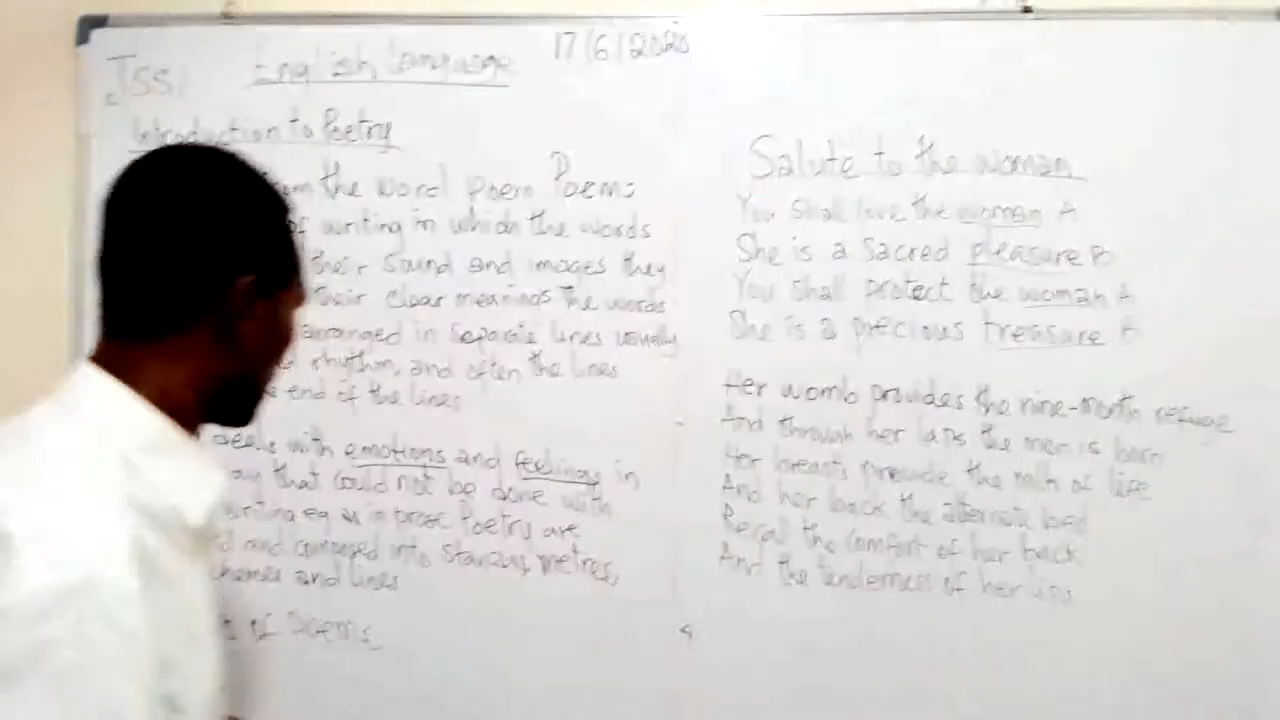 JSS1 English Language 17/6/2020
Introduction to Poetry
the word poem Poems
writing in which the words
their sound and images they
their clear meanings The words
arranged in separate lines usually
rhythm, and often the lines
end of the lines
deals with emotions and feelings in
that could not be done with
writing eg as in prose Poetry are
and composed into stanzas, metres,
and lines
of poems
Salute to the woman
You shall love the woman A
She is a sacred pleasure B
You shall protect the woman A
She is a precious treasure B
Her womb provides the nine-month refuge
And through her laps the man is born
Her breasts provide the milk of life
And her back the alternate bed
Recall the comfort of her back
And the tenderness of her lips